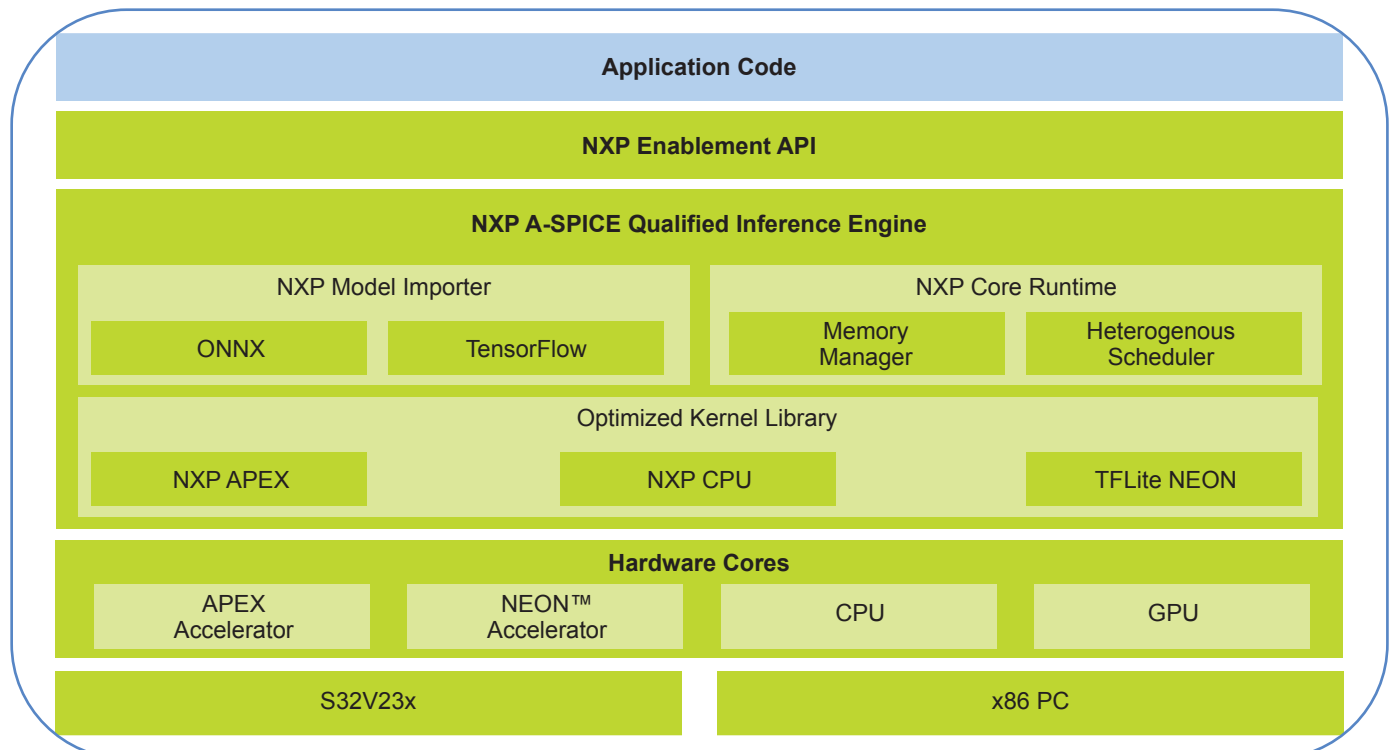 Application Code
NXP Enablement API
NXP A-SPICE Qualified Inference Engine
NXP Model Importer
ONNX
TensorFlow
NXP Core Runtime
Memory
Manager
Heterogenous
Scheduler
Optimized Kernel Library
NXP APEX
NXP CPU
TFLite NEON
Hardware Cores
APEX
Accelerator
NEON™
Accelerator
CPU
GPU
S32V23x
x86 PC